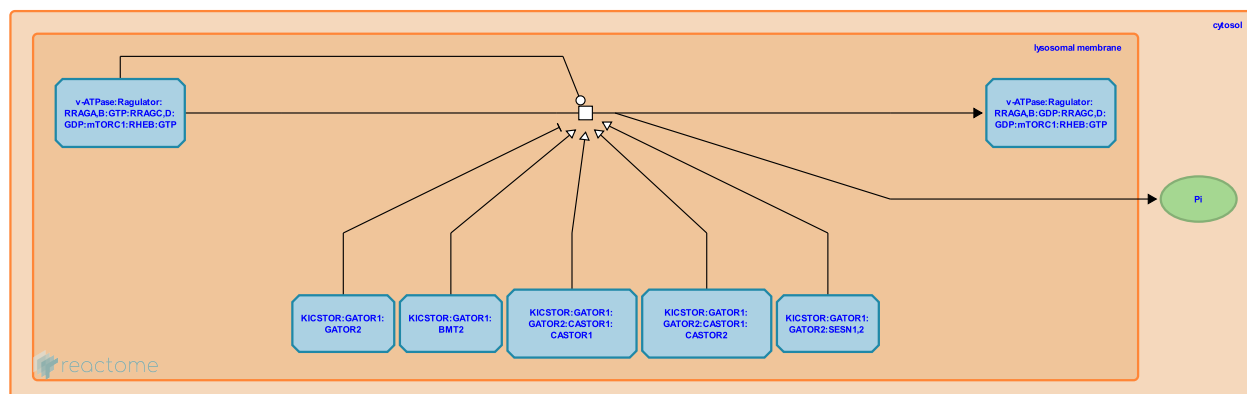 cytosol
lysosomal membrane
v-ATPase:Ragulator:
RRAGA,B:GTP:RRAGC,D:
GDP:mTORC1:RHEB:GTP
v-ATPase:Ragulator:
RRAGA,B:GDP:RRAGC,D:
GDP:mTORC1:RHEB:GTP
Pi
KICSTOR:GATOR1:
GATOR2
KICSTOR:GATOR1:
BMT2
KICSTOR:GATOR1:
GATOR2:CASTOR1:
CASTOR1
KICSTOR:GATOR1:
GATOR2:CASTOR1:
CASTOR2
KICSTOR:GATOR1:
GATOR2:SESN1,2
reactome